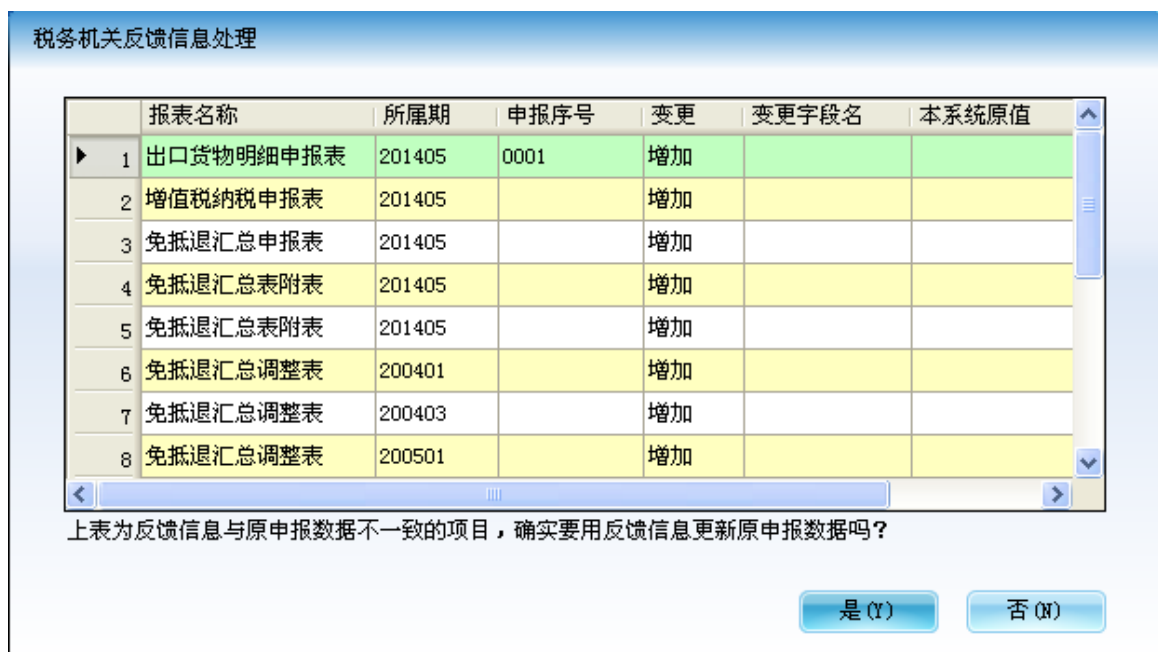 税务机关反馈信息处理
报表名称 所属期 申报序号 变更 变更字段名 本系统原值
1 出口货物明细申报表 201405 0001 增加
2 增值税纳税申报表 201405 增加
3 免抵退汇总申报表 201405 增加
4 免抵退汇总表附表 201405 增加
5 免抵退汇总表附表 201405 增加
6 免抵退汇总调整表 200401 增加
7 免抵退汇总调整表 200403 增加
8 免抵退汇总调整表 200501 增加
上表为反馈信息与原申报数据不一致的项目，确实要用反馈信息更新原申报数据吗？
是(Y) 否(N)